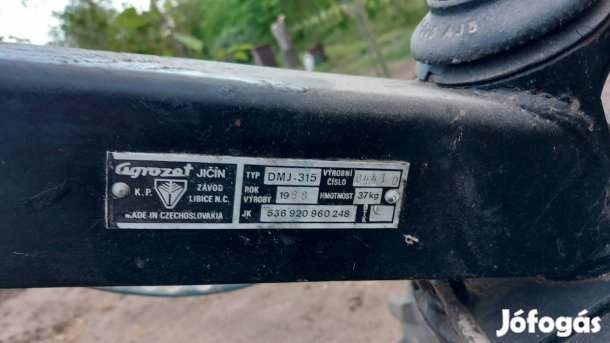 agrozet JIČÍN
K.P. ZÁVOD
LIBICE N.C.
MADE IN CZECHOSLOVAKIA
TYP DMJ-315 VÝROBNÍ ČÍSLO
ROK VÝROBY 1988 HMOTNOST 37kg
JK 536 920 960 248
Jófogás